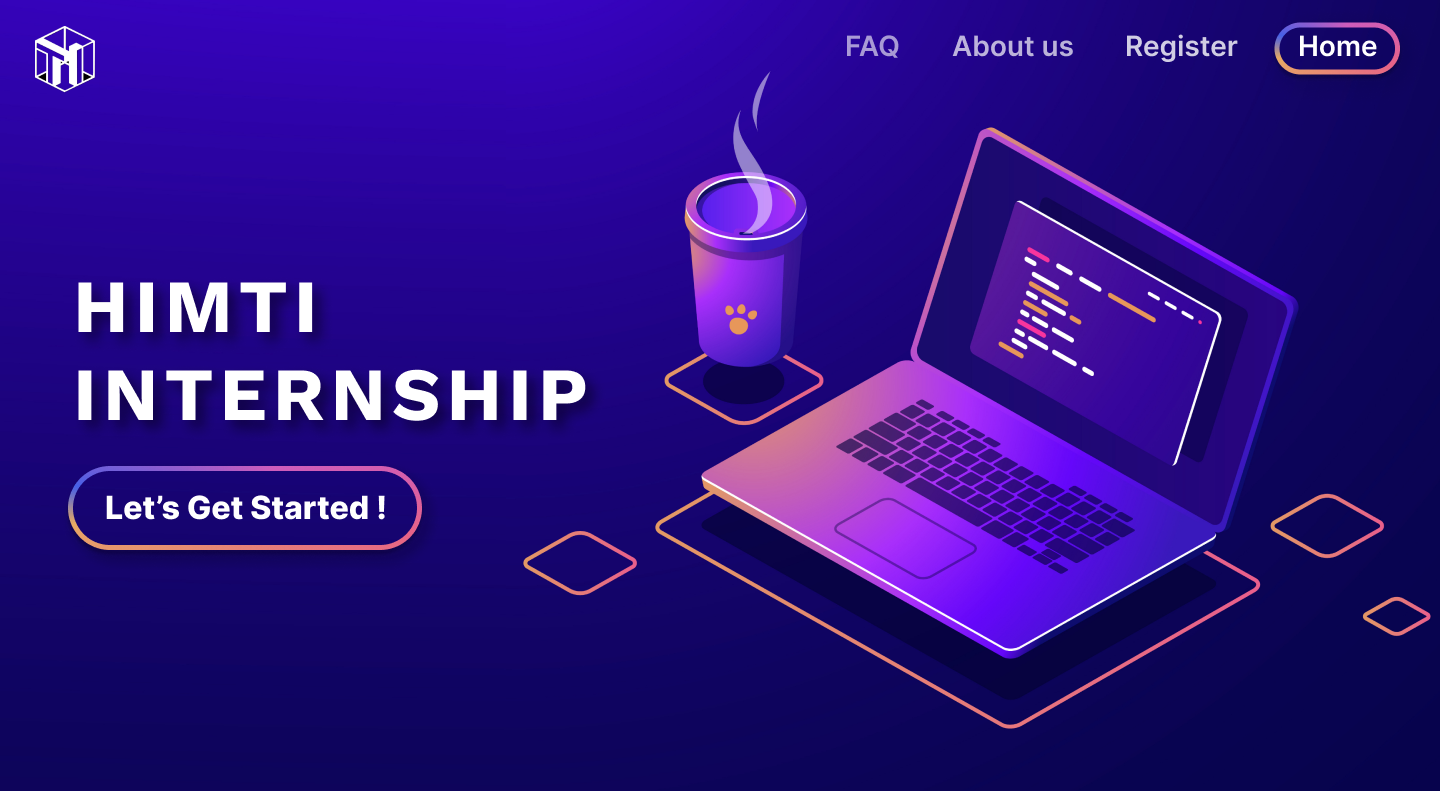 FAQ
About us
Register
Home
HIMTI
INTERNSHIP
Let’s Get Started !